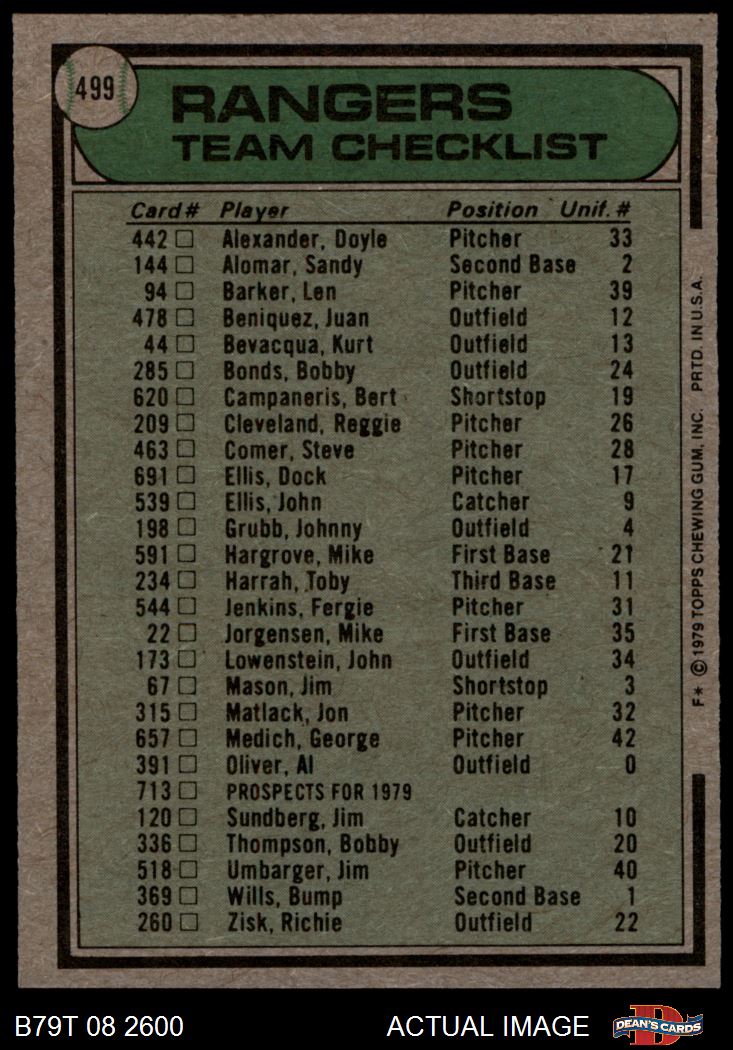 499
RANGERS
TEAM CHECKLIST
Card # Player Position Unif. #
442 Alexander, Doyle Pitcher 33
144 Alomar, Sandy Second Base 2
94 Barker, Len Pitcher 39
478 Beniquez, Juan Outfield 12
44 Bevacqua, Kurt Outfield 13
285 Bonds, Bobby Outfield 24
620 Campaneris, Bert Shortstop 19
209 Cleveland, Reggie Pitcher 26
463 Comer, Steve Pitcher 28
691 Ellis, Dock Pitcher 17
539 Ellis, John Catcher 9
198 Grubb, Johnny Outfield 4
591 Hargrove, Mike First Base 21
234 Harrah, Toby Third Base 11
544 Jenkins, Fergie Pitcher 31
22 Jorgensen, Mike First Base 35
173 Lowenstein, John Outfield 34
67 Mason, Jim Shortstop 3
315 Matlack, Jon Pitcher 32
657 Medich, George Pitcher 42
391 Oliver, Al Outfield 0
713 PROSPECTS FOR 1979
120 Sundberg, Jim Catcher 10
336 Thompson, Bobby Outfield 20
518 Umbarger, Jim Pitcher 40
369 Wills, Bump Second Base 1
260 Zisk, Richie Outfield 22
F* © 1979 TOPPS CHEWING GUM, INC. PRTD. IN U.S.A.
B79T 08 2600 ACTUAL IMAGE DEAN'S CARDS